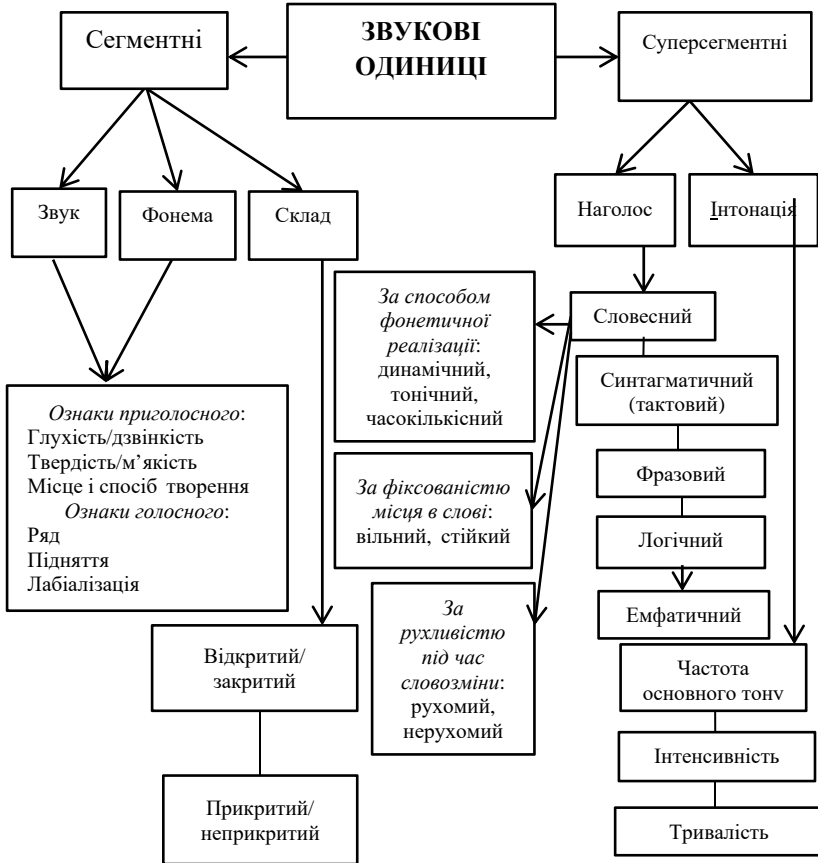 Сегментні
ЗВУКОВІ
ОДИНИЦІ
Суперсегментні
Звук
Фонема
Склад
Наголос
Інтонація
За способом
фонетичної
реалізації:
динамічний,
тонічний,
часокількісний
Словесний
Синтагматичний
(тактовий)
Ознаки приголосного:
Глухість/дзвінкість
Твердість/м’якість
Місце і спосіб творення
Ознаки голосного:
Ряд
Підняття
Лабіалізація
За фіксованістю
місця в слові:
вільний, стійкий
Фразовий
Логічний
Емфатичний
За
рухливістю
під час
словозміни:
рухомий,
нерухомий
Відкритий/
закритий
Частота
основного тону
Інтенсивність
Прикритий/
неприкритий
Тривалість